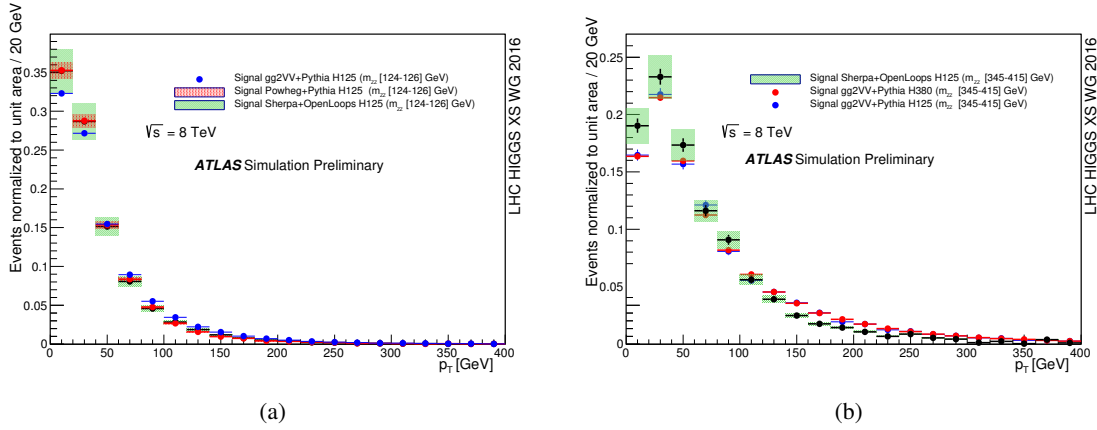 Events normalized to unit area / 20 GeV
0.35
0.3
0.25
0.2
0.15
0.1
0.05
0
0 50 100 150 200 250 300 350 400
p_T [GeV]
Signal gg2VV+Pythia H125 (m_zz [124-126] GeV)
Signal Powheg+Pythia H125 (m_zz [124-126] GeV)
Signal Sherpa+OpenLoops H125 (m_zz [124-126] GeV)
√s = 8 TeV
ATLAS Simulation Preliminary
LHC HIGGS XS WG 2016
(a)
Events normalized to unit area / 20 GeV
0.25
0.2
0.15
0.1
0.05
0
0 50 100 150 200 250 300 350 400
p_T [GeV]
Signal Sherpa+OpenLoops H125 (m_zz [345-415] GeV)
Signal gg2VV+Pythia H380 (m_zz [345-415] GeV)
Signal gg2VV+Pythia H125 (m_zz [345-415] GeV)
√s = 8 TeV
ATLAS Simulation Preliminary
LHC HIGGS XS WG 2016
(b)